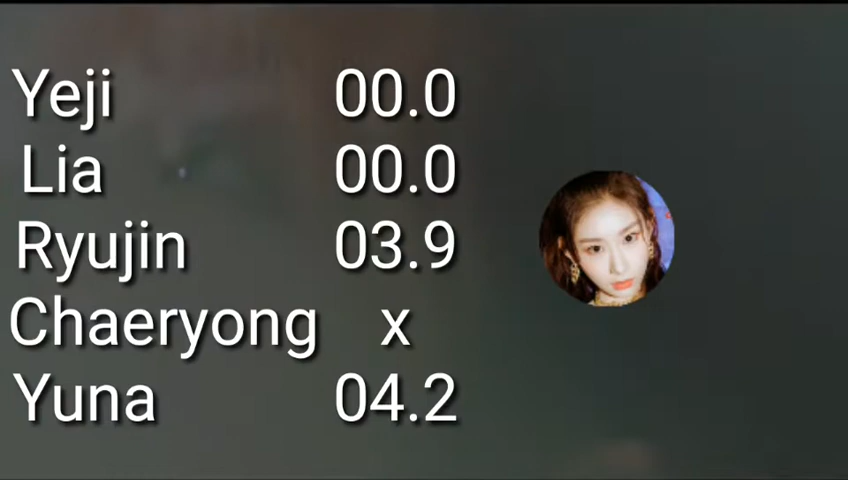 Yeji 00.0
Lia 00.0
Ryujin 03.9
Chaeryong x
Yuna 04.2